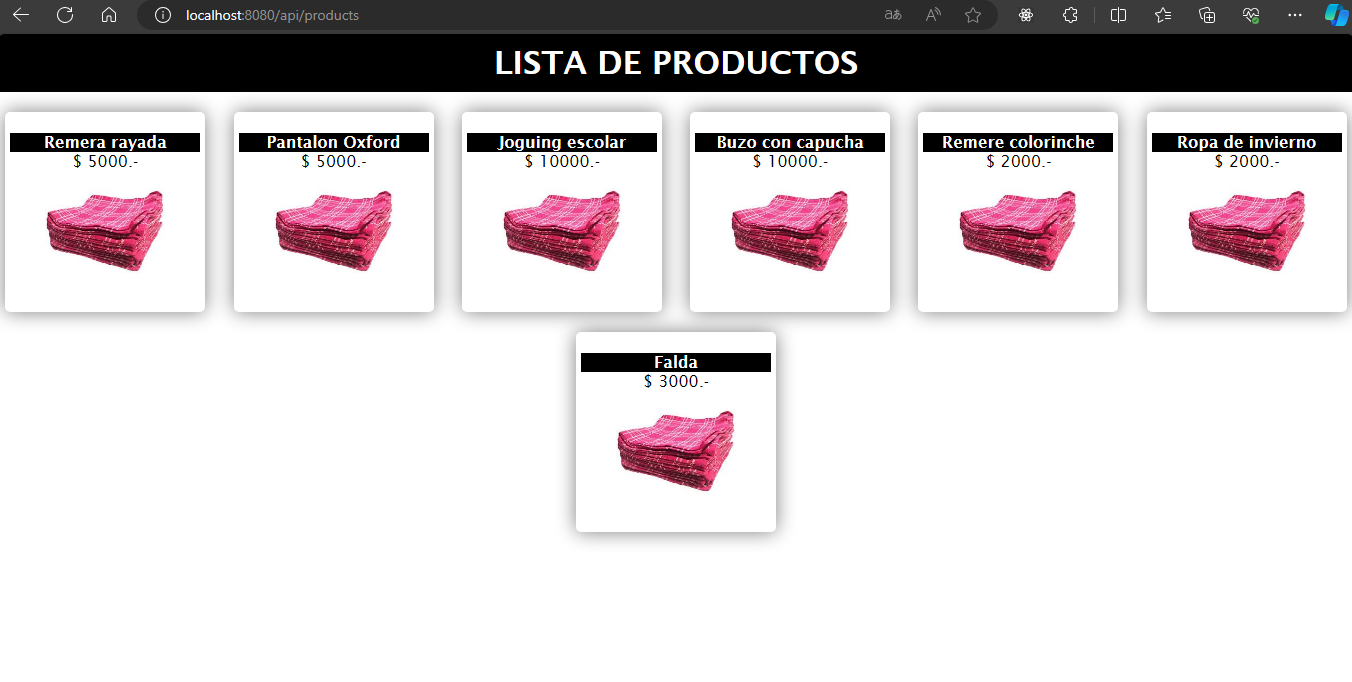 localhost:8080/api/products
LISTA DE PRODUCTOS
Remera rayada
$ 5000.-
Pantalon Oxford
$ 5000.-
Joguing escolar
$ 10000.-
Buzo con capucha
$ 10000.-
Remere colorinche
$ 2000.-
Ropa de invierno
$ 2000.-
Falda
$ 3000.-